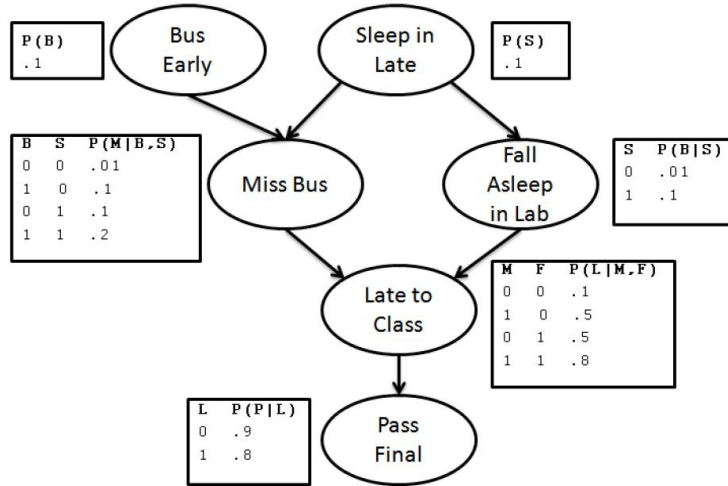 P(B)
.1
Bus
Early
Sleep in
Late
P(S)
.1
B S P(M|B,S)
0 0 .01
1 0 .1
0 1 .1
1 1 .2
Miss Bus
Fall
Asleep
in Lab
S P(B|S)
0 .01
1 .1
Late to
Class
M F P(L|M,F)
0 0 .1
1 0 .5
0 1 .5
1 1 .8
L P(P|L)
0 .9
1 .8
Pass
Final